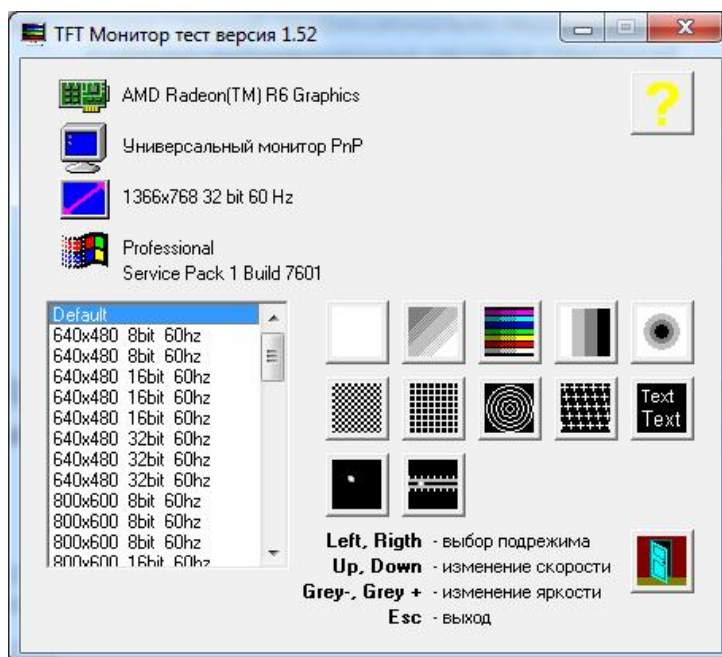 TFT Монитор тест версия 1.52
AMD Radeon(TM) R6 Graphics
?
Универсальный монитор PnP
1366x768 32 bit 60 Hz
Professional
Service Pack 1 Build 7601
Default
640x480 8bit 60hz
640x480 8bit 60hz
640x480 16bit 60hz
640x480 16bit 60hz
640x480 16bit 60hz
640x480 32bit 60hz
640x480 32bit 60hz
640x480 32bit 60hz
800x600 8bit 60hz
800x600 8bit 60hz
800x600 8bit 60hz
800x600 16bit 60hz
Text
Text
Left, Rigth - выбор подрежима
Up, Down - изменение скорости
Grey-, Grey + - изменение яркости
Esc - выход